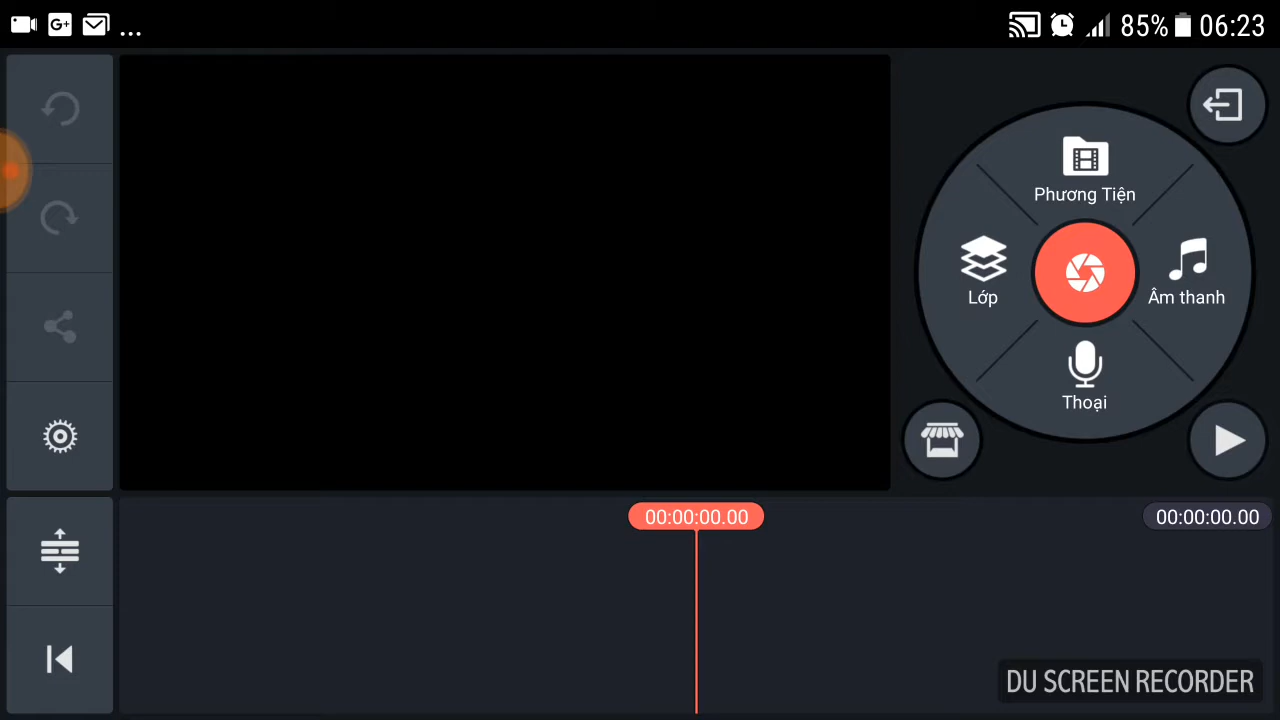 G+ ... 85% 06:23
Phương Tiện
Lớp
Âm thanh
Thoại
00:00:00.00
00:00:00.00
DU SCREEN RECORDER